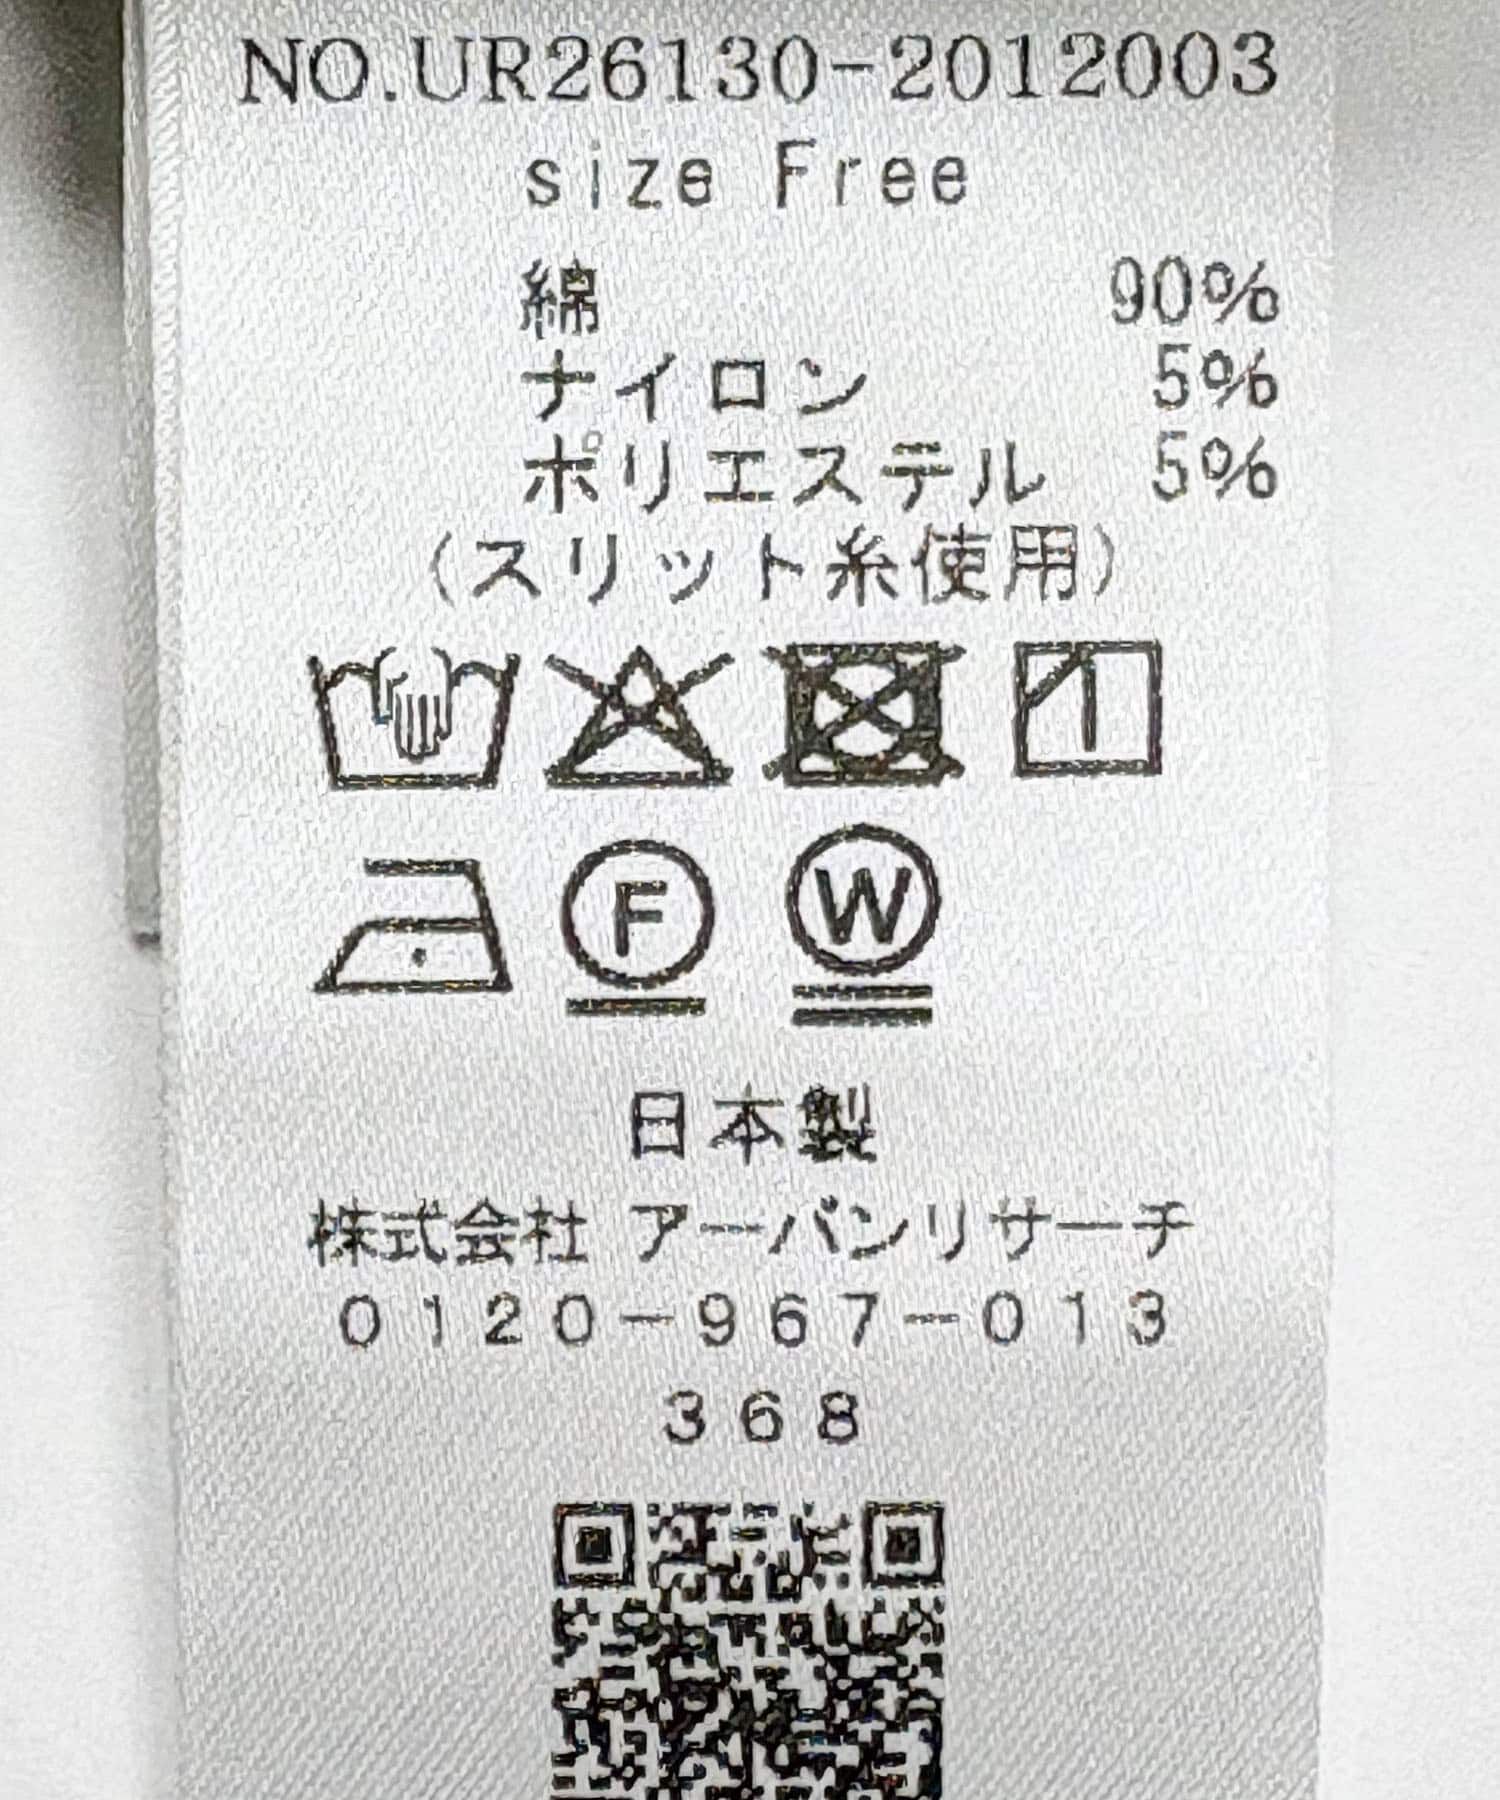 NO.UR26130-2012003
size Free
綿 90%
ナイロン 5%
ポリエステル 5%
(スリット糸使用)
F W
日本製
株式会社 アーバンリサーチ
0120-967-013
368